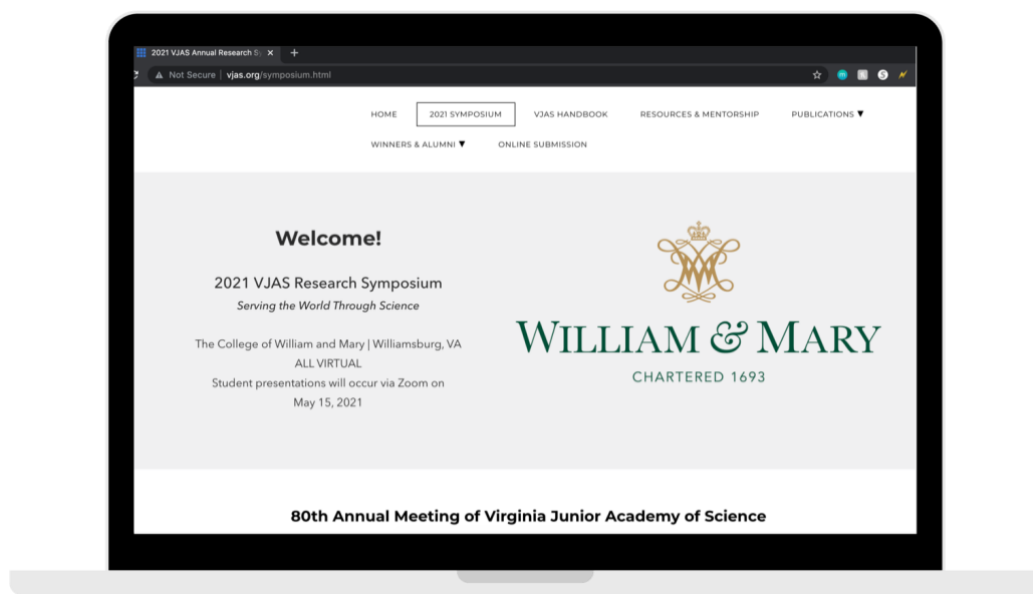 2021 VJAS Annual Research Sy
Not Secure | vjas.org/symposium.html
HOME 2021 SYMPOSIUM VJAS HANDBOOK RESOURCES & MENTORSHIP PUBLICATIONS ▼
WINNERS & ALUMNI ▼ ONLINE SUBMISSION
Welcome!
2021 VJAS Research Symposium
Serving the World Through Science
The College of William and Mary | Williamsburg, VA
ALL VIRTUAL
Student presentations will occur via Zoom on
May 15, 2021
WILLIAM & MARY
CHARTERED 1693
80th Annual Meeting of Virginia Junior Academy of Science